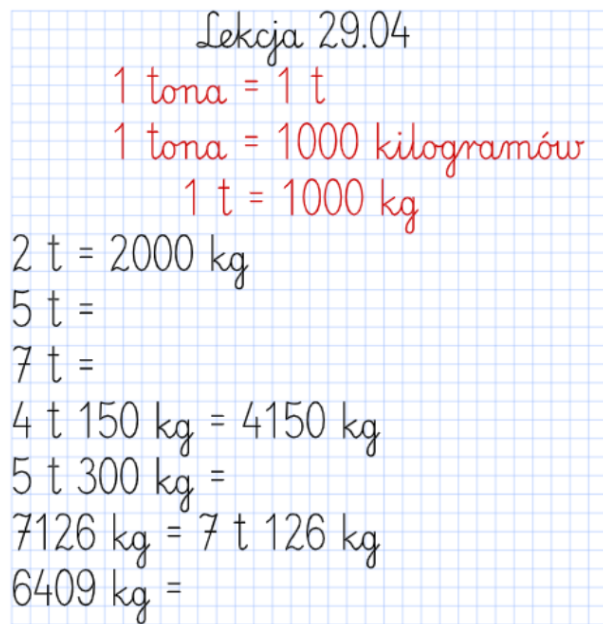 Lekcja 29.04
1 tona = 1 t
1 tona = 1000 kilogramów
1 t = 1000 kg
2 t = 2000 kg
5 t =
7 t =
4 t 150 kg = 4150 kg
5 t 300 kg =
7126 kg = 7 t 126 kg
6409 kg =